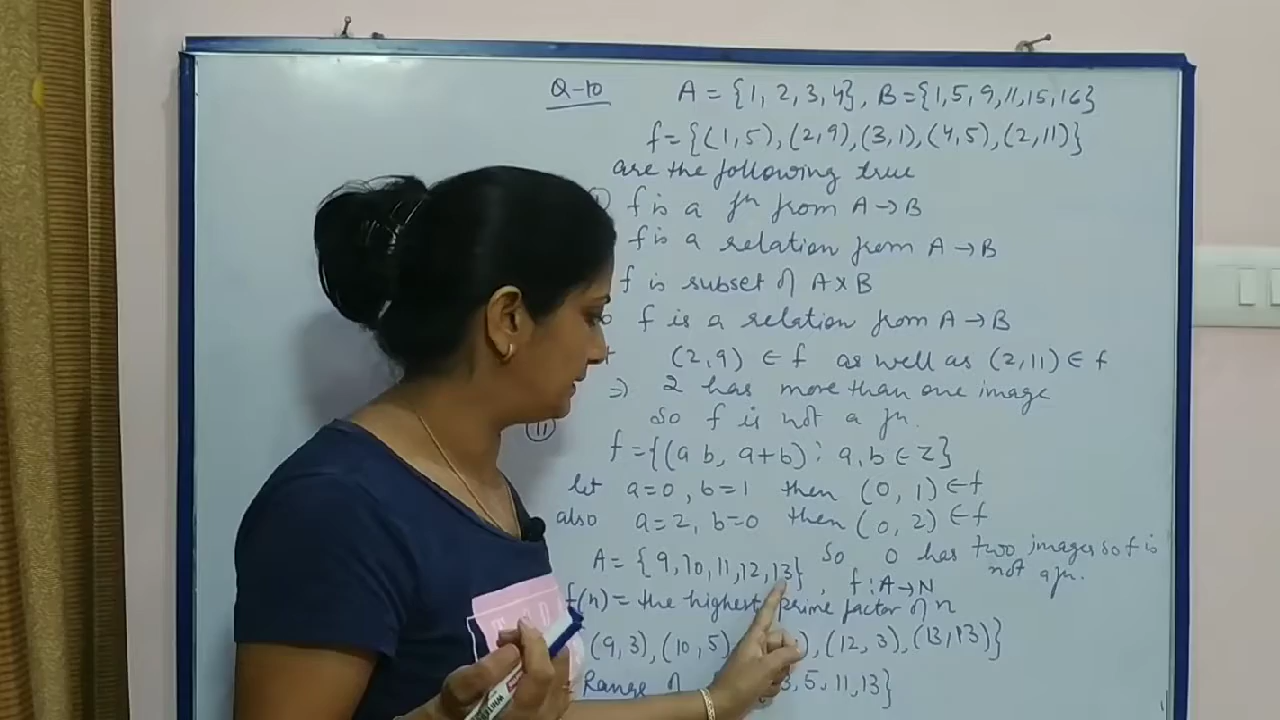 Q-10 A = {1, 2, 3, 4}, B = {1, 5, 9, 11, 15, 16}
f = {(1, 5), (2, 9), (3, 1), (4, 5), (2, 11)}
are the following true
f is a fn from A → B
f is a relation from A → B
f is subset of A x B
f is a relation from A → B
(2, 9) ∈ f as well as (2, 11) ∈ f
⇒ 2 has more than one image
So f is not a fn.
(11) f = {(a b, a+b) : a, b ∈ Z}
let a=0, b=1 then (0, 1) ∈ f
also a=2, b=0 then (0, 2) ∈ f
So 0 has two images so f is
not a fn.
A = {9, 10, 11, 12, 13}, f : A → N
f(n) = the highest prime factor of n
(9, 3), (10, 5) ), (12, 3), (13, 13)}
Range of 3, 5, 11, 13}